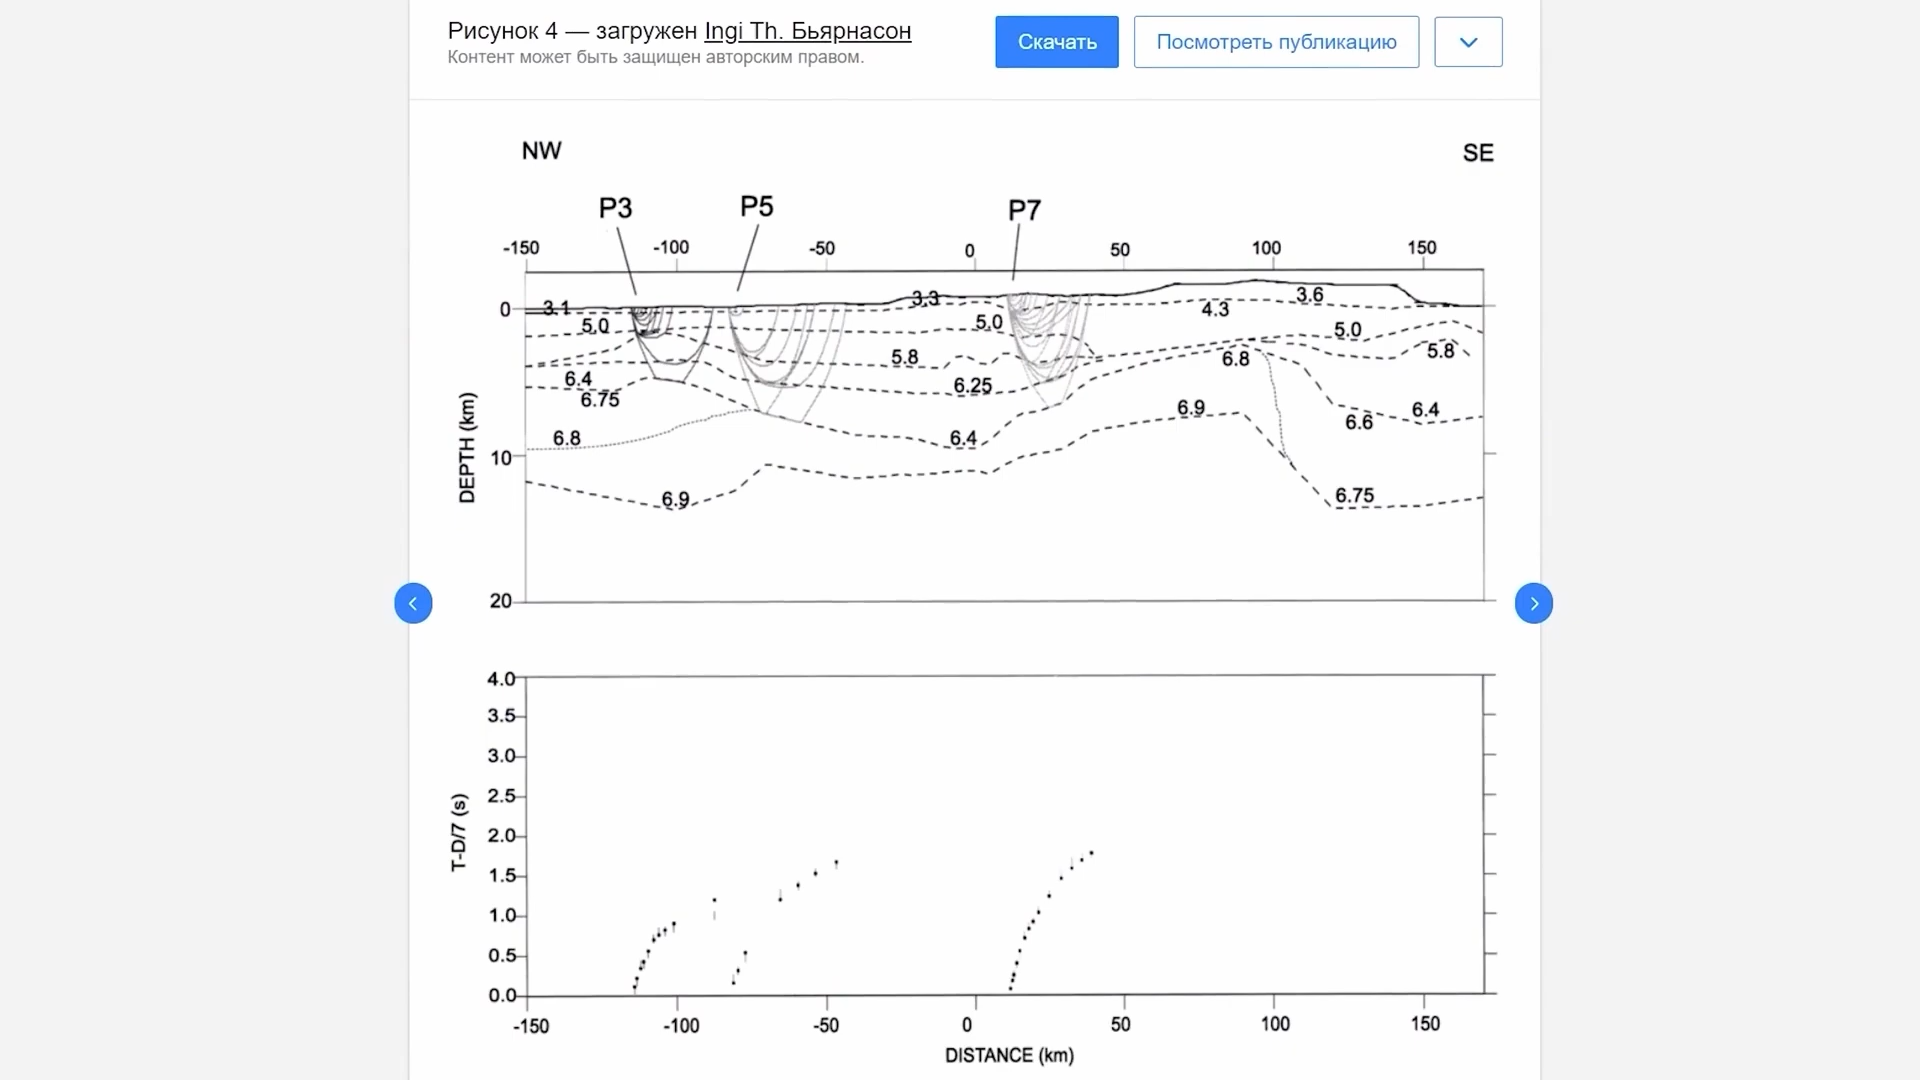 Рисунок 4 — загружен Ingi Th. Бьярнасон
Контент может быть защищен авторским правом.
Скачать
Посмотреть публикацию
NW
SE
P3
P5
P7
-150 -100 -50 0 50 100 150
0
3.1
3.3
3.6
4.3
5.0
5.0
5.0
5.8
5.8
6.8
6.4
6.25
6.75
6.9
6.4
6.6
6.8
6.4
10
6.9
6.75
20
DEPTH (km)
4.0
3.5
3.0
2.5
2.0
1.5
1.0
0.5
0.0
T-D/7 (s)
-150 -100 -50 0 50 100 150
DISTANCE (km)